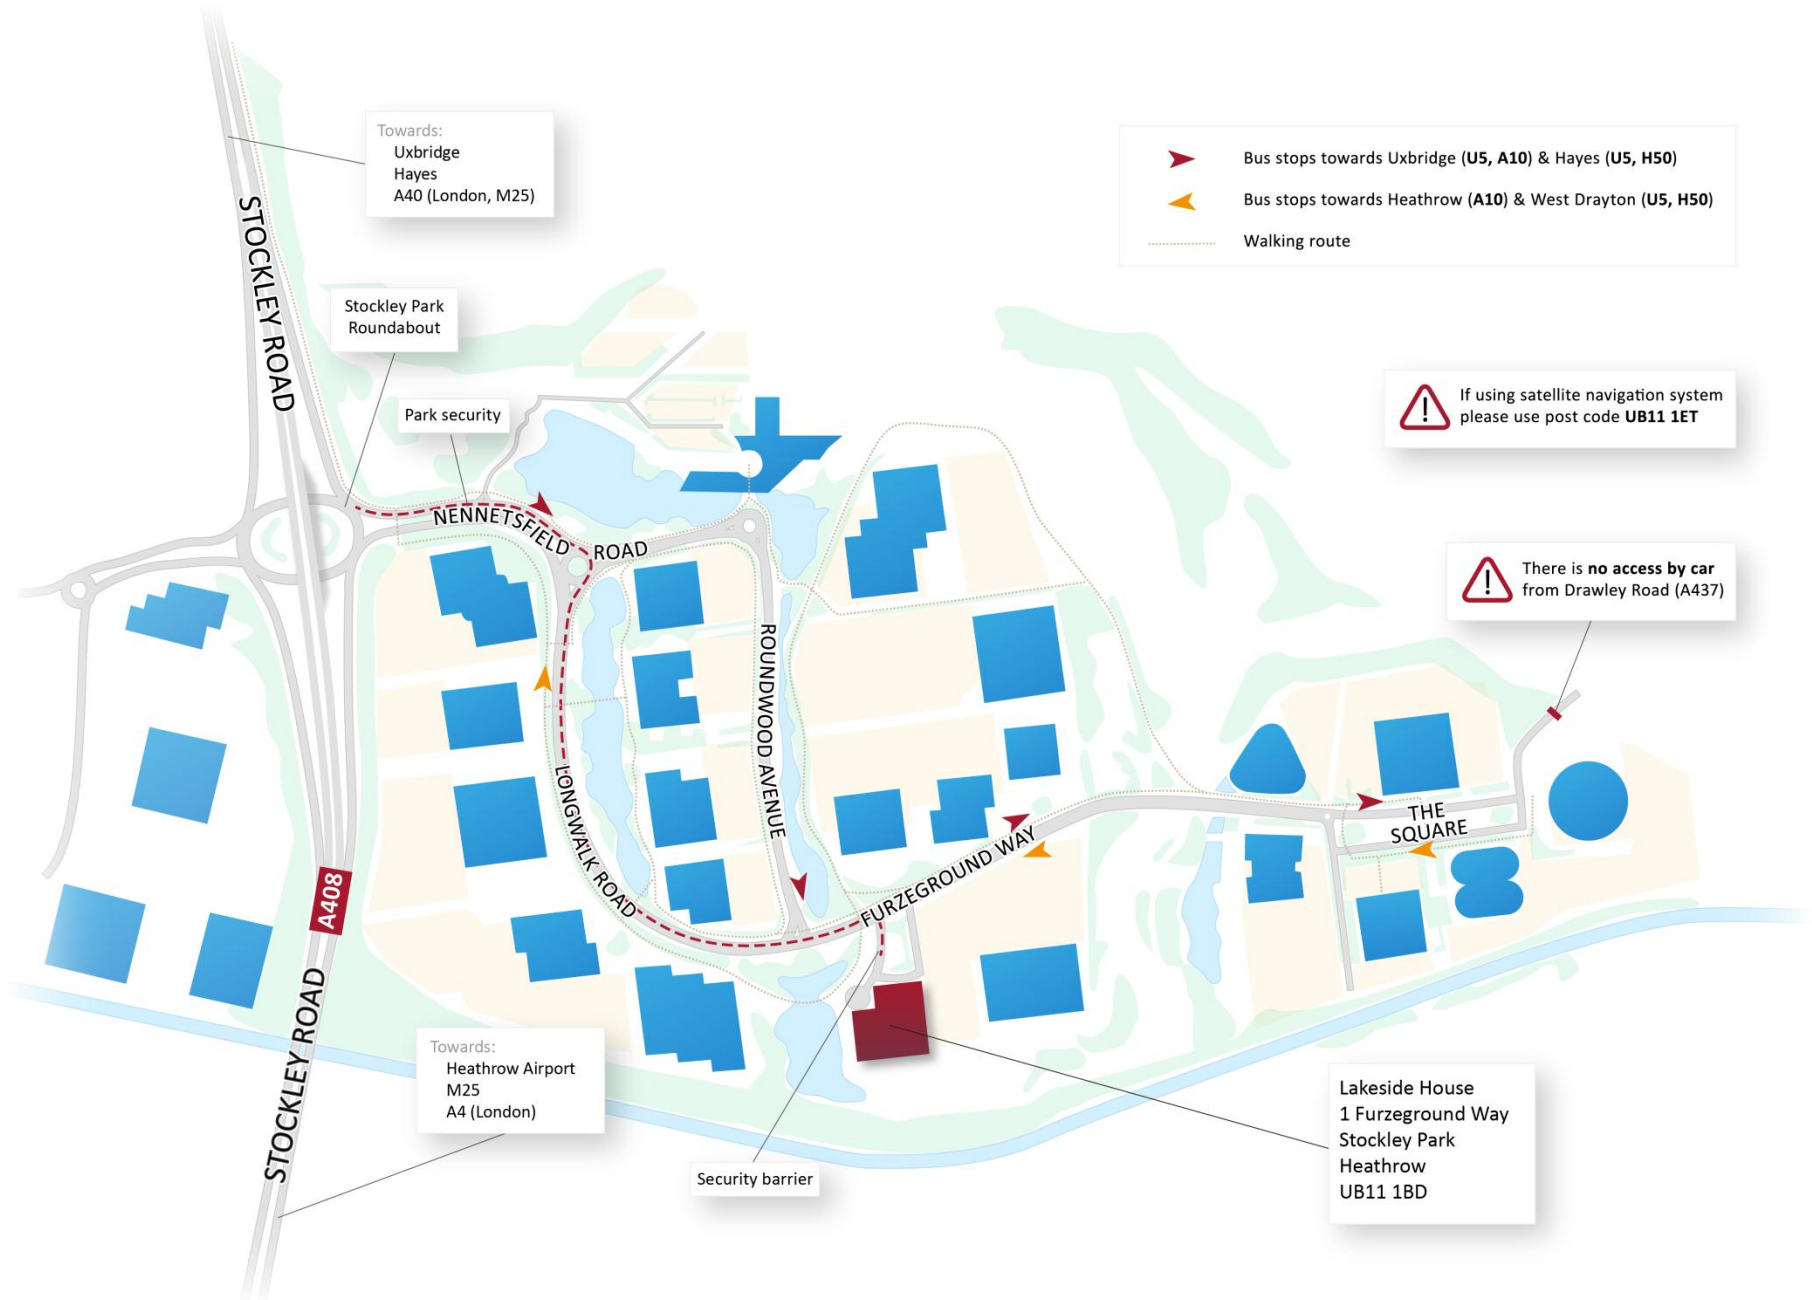 Towards:
Uxbridge
Hayes
A40 (London, M25)
Bus stops towards Uxbridge (U5, A10) & Hayes (U5, H50)
Bus stops towards Heathrow (A10) & West Drayton (U5, H50)
Walking route
STOCKLEY ROAD
Stockley Park
Roundabout
Park security
If using satellite navigation system
please use post code UB11 1ET
NENNETSFIELD ROAD
There is no access by car
from Drawley Road (A437)
ROUNDWOOD AVENUE
LONGWALK ROAD
FURZEGROUND WAY
THE
SQUARE
A408
STOCKLEY ROAD
Towards:
Heathrow Airport
M25
A4 (London)
Security barrier
Lakeside House
1 Furzeground Way
Stockley Park
Heathrow
UB11 1BD